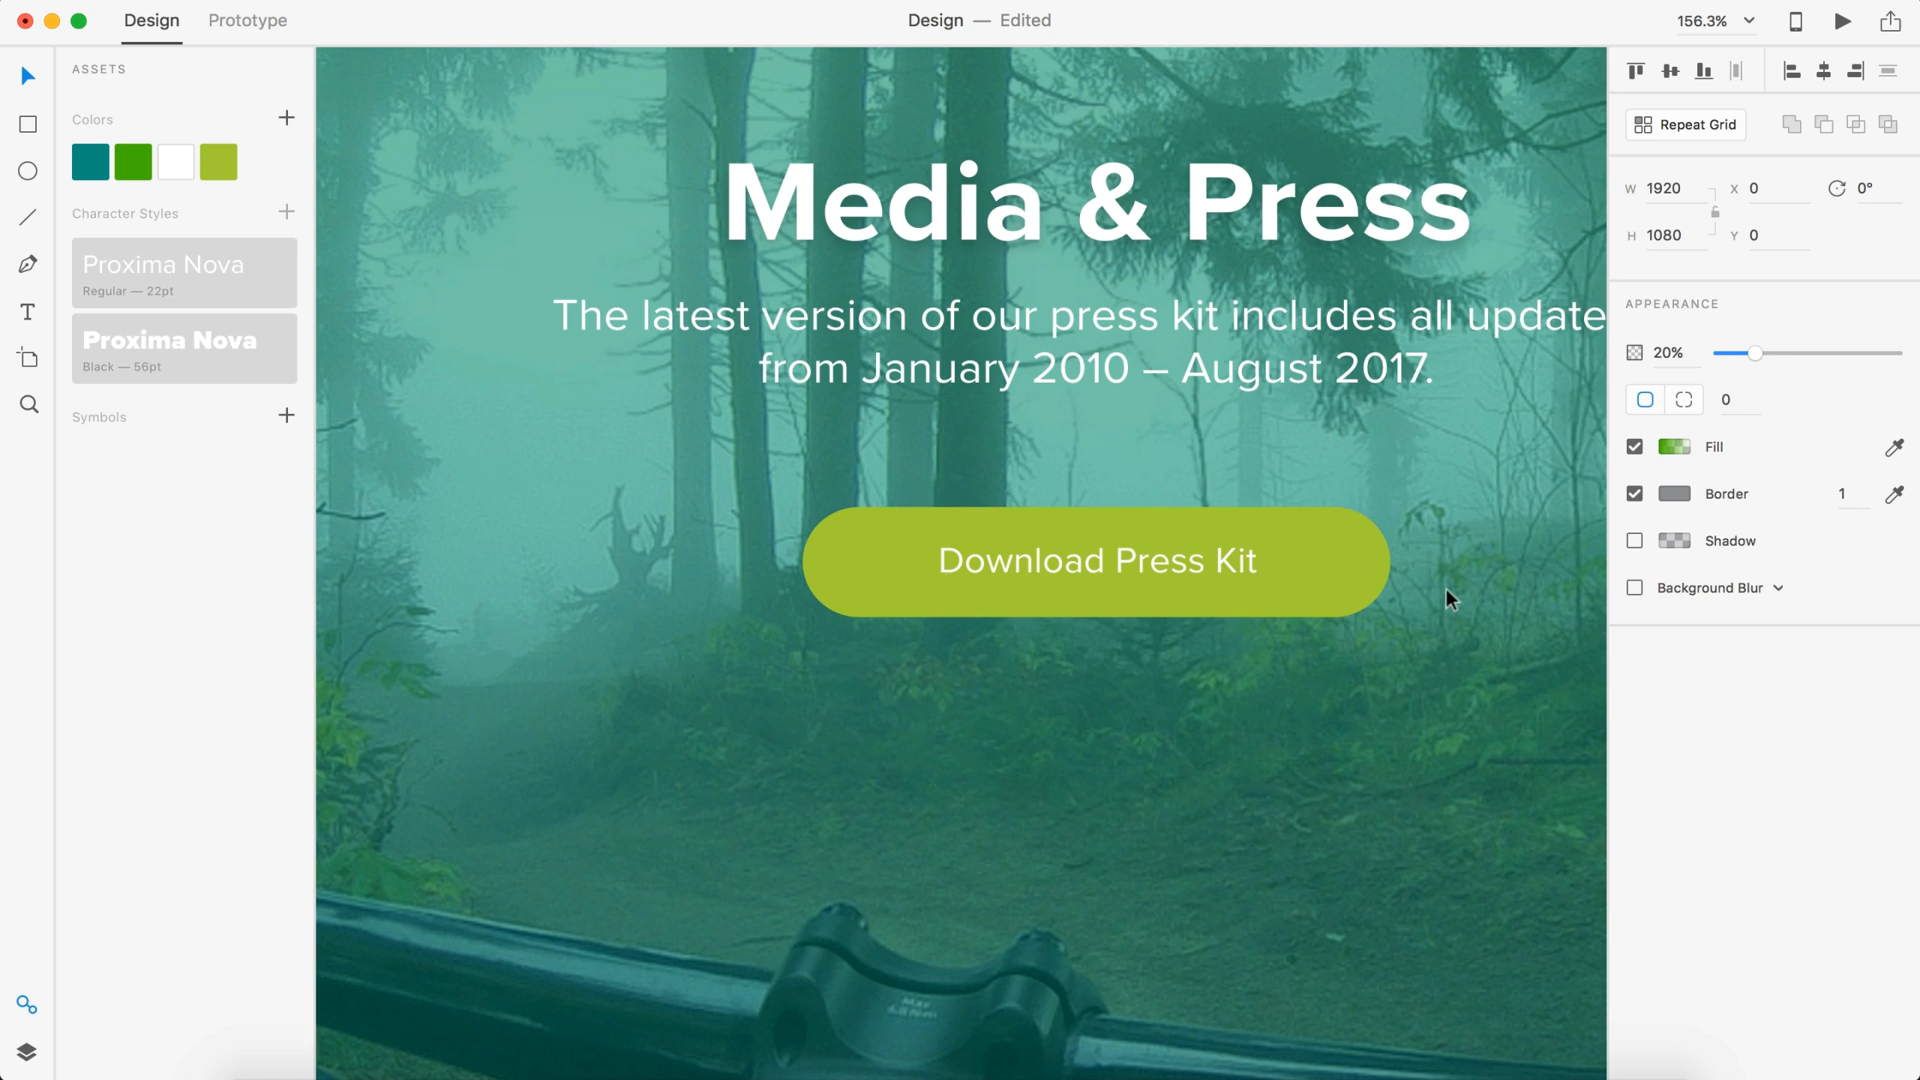 Design Prototype Design — Edited 156.3%
ASSETS
Colors
Character Styles
Proxima Nova
Regular — 22pt
Proxima Nova
Black — 56pt
Symbols
Media & Press
The latest version of our press kit includes all update
from January 2010 – August 2017.
Download Press Kit
Repeat Grid
W 1920 X 0 0°
H 1080 Y 0
APPEARANCE
20%
0
Fill
Border 1
Shadow
Background Blur